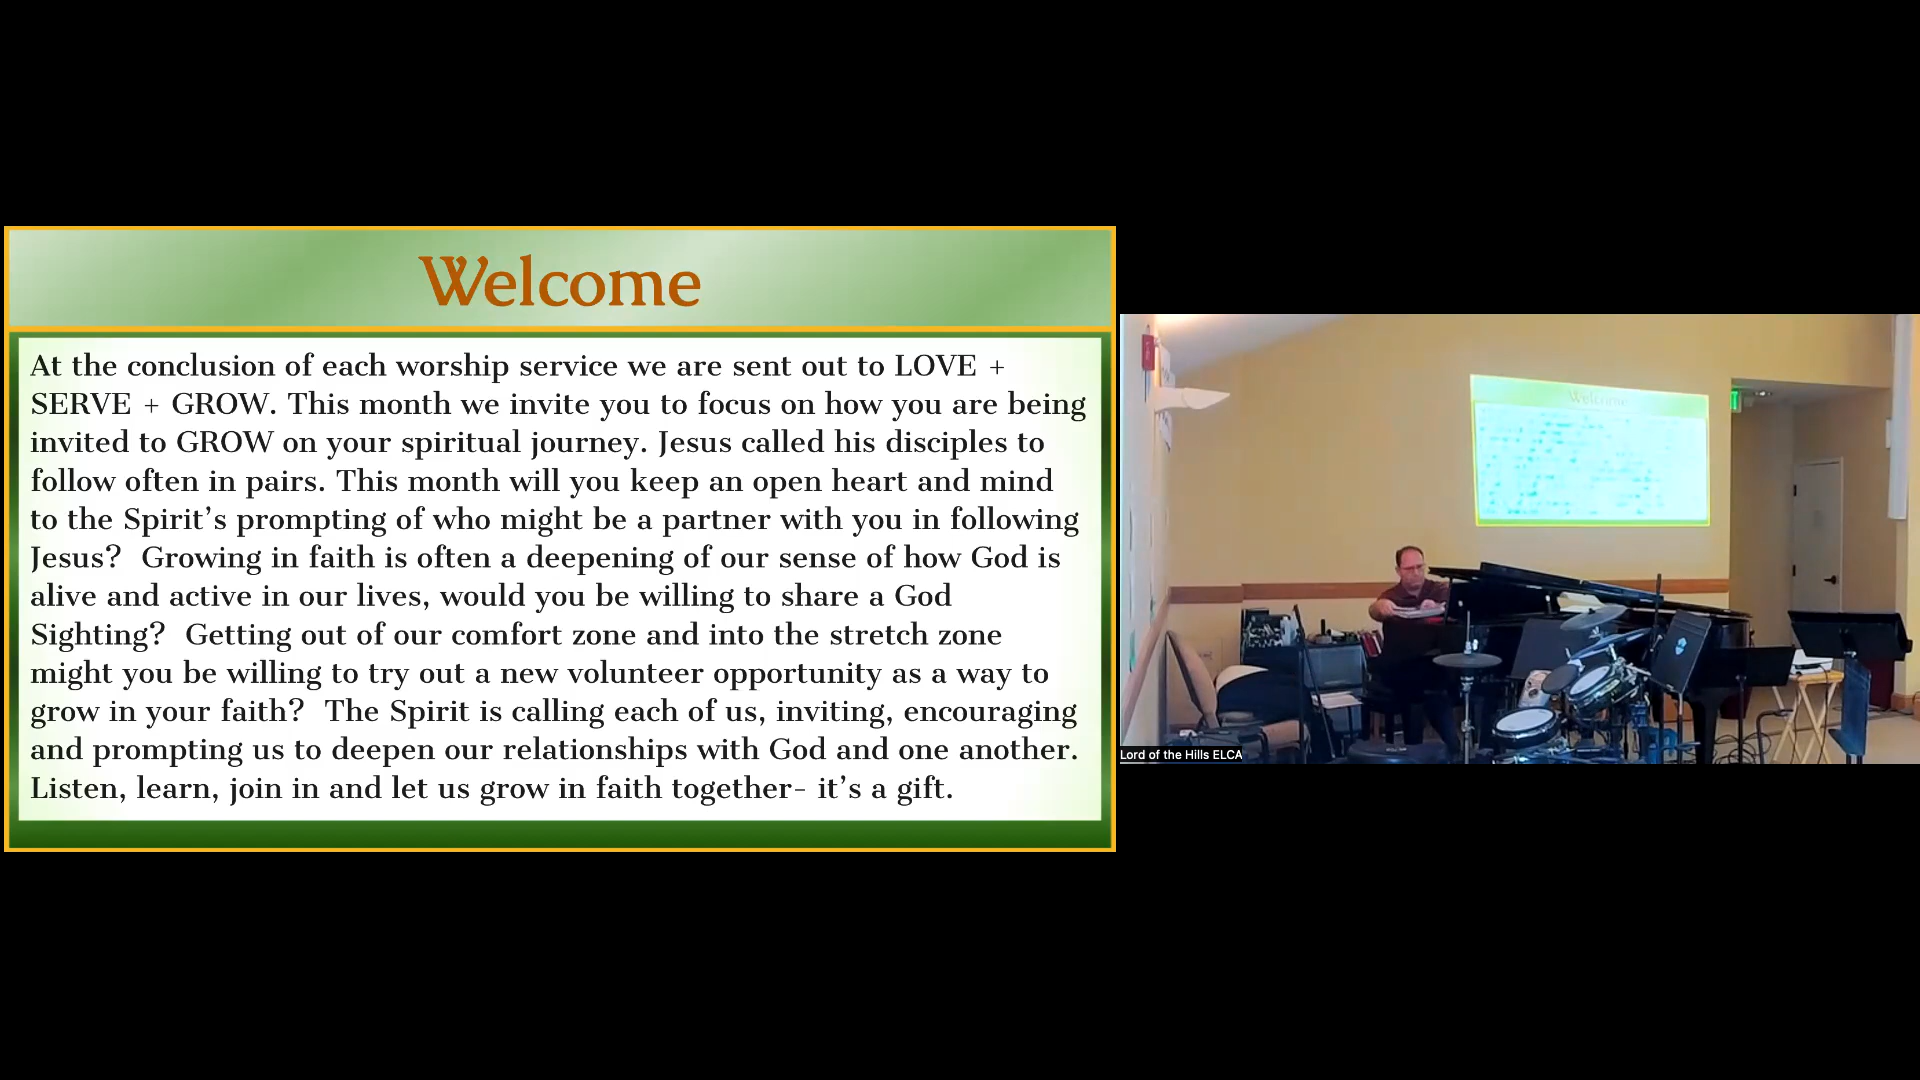 Welcome
At the conclusion of each worship service we are sent out to LOVE +
SERVE + GROW. This month we invite you to focus on how you are being
invited to GROW on your spiritual journey. Jesus called his disciples to
follow often in pairs. This month will you keep an open heart and mind
to the Spirit’s prompting of who might be a partner with you in following
Jesus?  Growing in faith is often a deepening of our sense of how God is
alive and active in our lives, would you be willing to share a God
Sighting?  Getting out of our comfort zone and into the stretch zone
might you be willing to try out a new volunteer opportunity as a way to
grow in your faith?  The Spirit is calling each of us, inviting, encouraging
and prompting us to deepen our relationships with God and one another.
Listen, learn, join in and let us grow in faith together- it’s a gift.
Welcome
Lord of the Hills ELCA